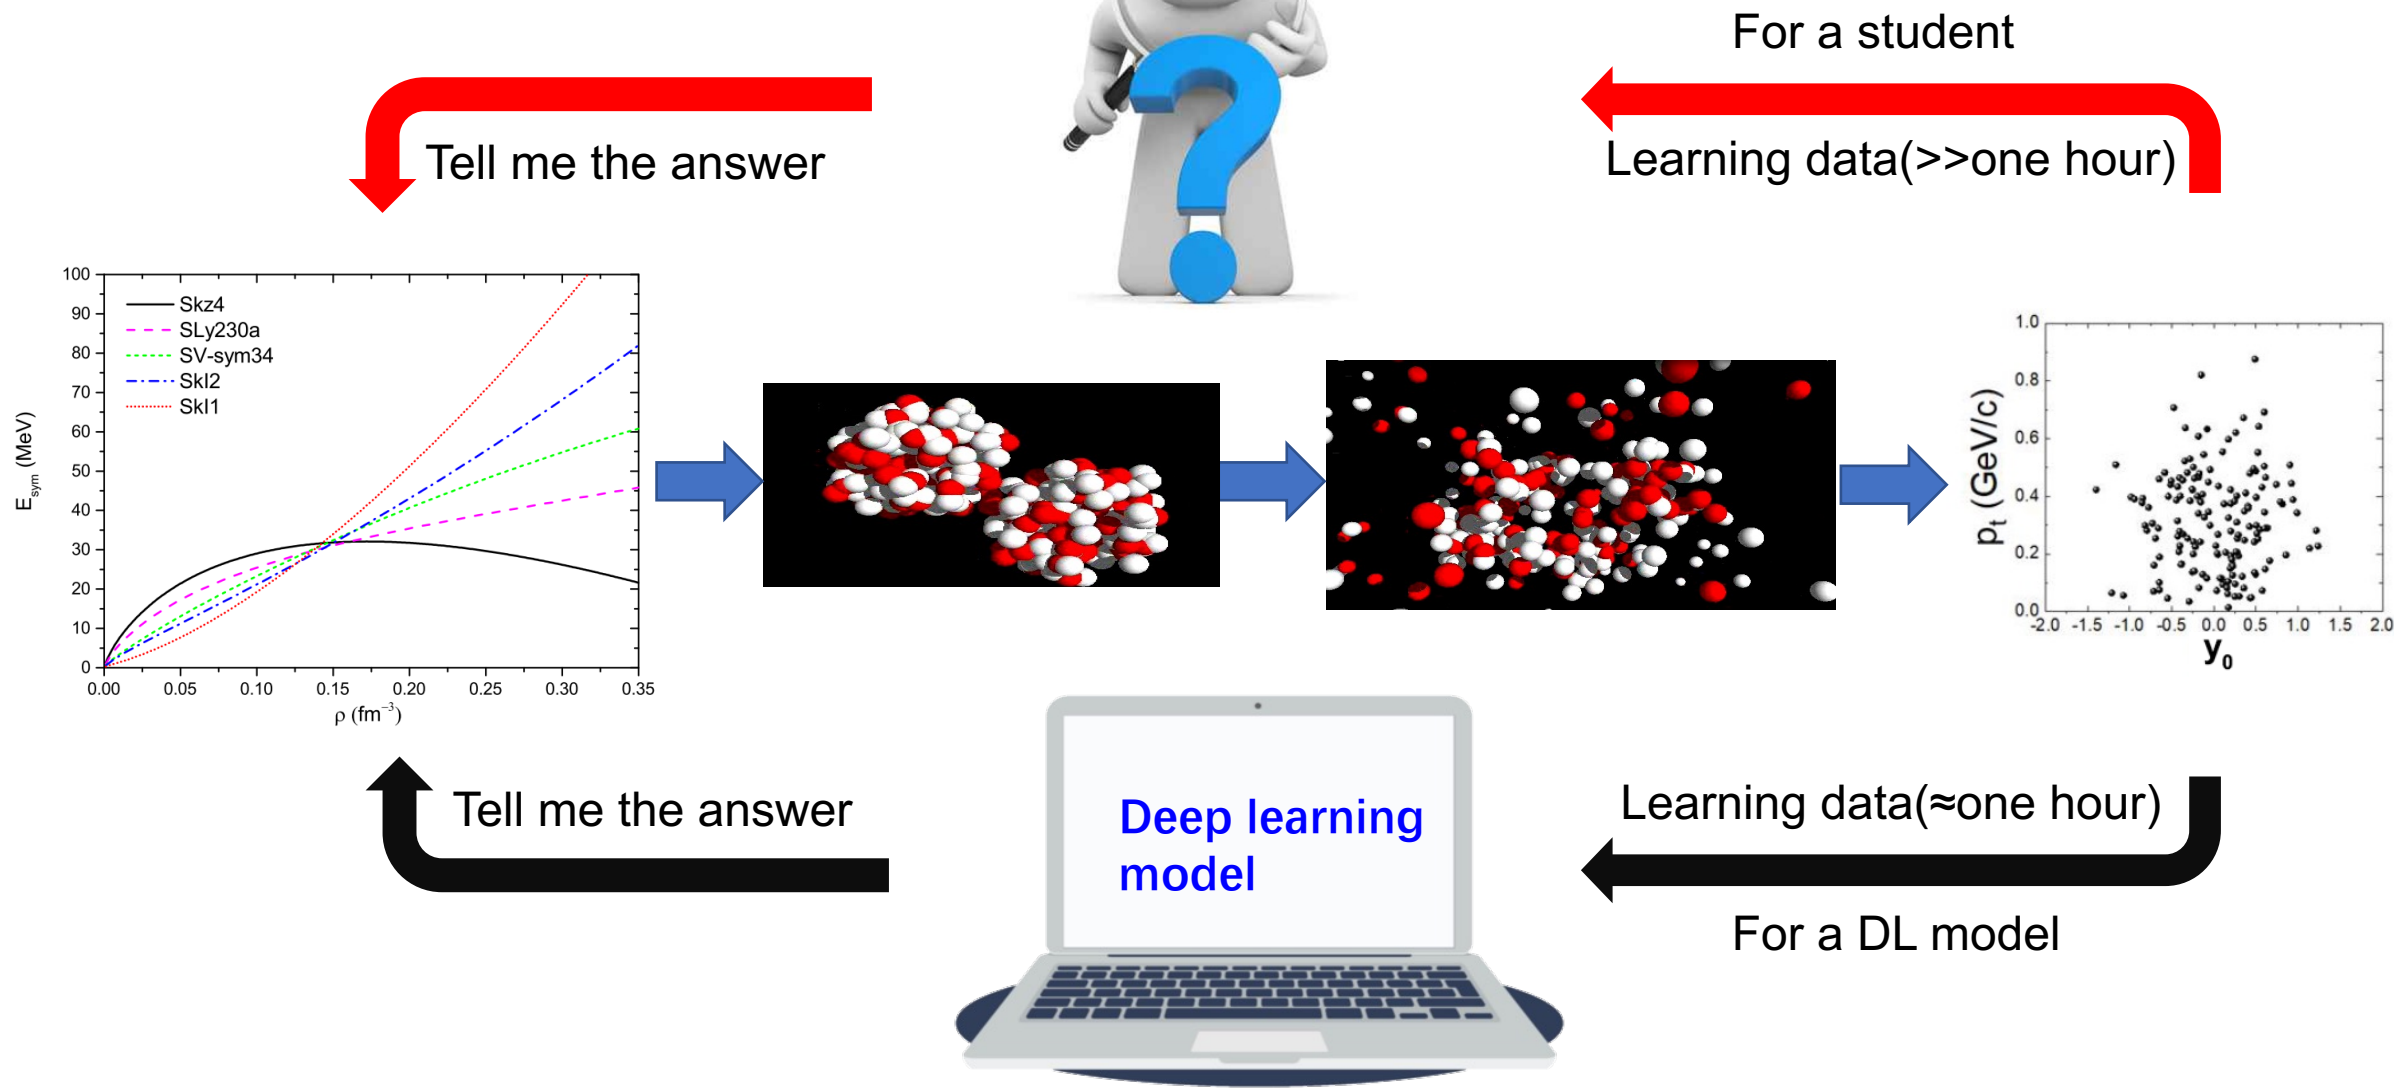 For a student
Learning data(>>one hour)
Tell me the answer
100
90
80
70
60
50
40
30
20
10
0
E_sym (MeV)
Skz4
SLy230a
SV-sym34
SkI2
SkI1
0.00 0.05 0.10 0.15 0.20 0.25 0.30 0.35
ρ (fm⁻³)
1.0
0.8
0.6
0.4
0.2
0.0
p_t (GeV/c)
-2.0 -1.5 -1.0 -0.5 0.0 0.5 1.0 1.5 2.0
y_0
Tell me the answer
Deep learning
model
Learning data(≈one hour)
For a DL model